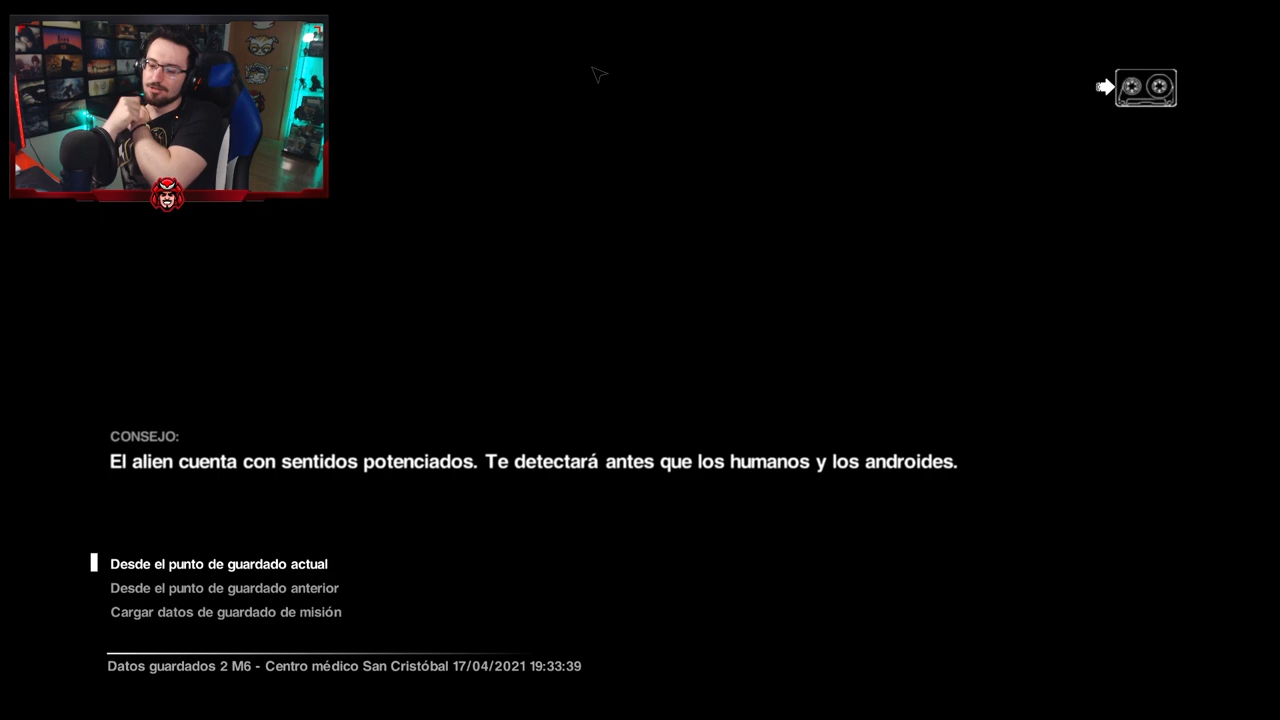 CONSEJO:
El alien cuenta con sentidos potenciados. Te detectará antes que los humanos y los androides.
Desde el punto de guardado actual
Desde el punto de guardado anterior
Cargar datos de guardado de misión
Datos guardados 2 M6 - Centro médico San Cristóbal 17/04/2021 19:33:39